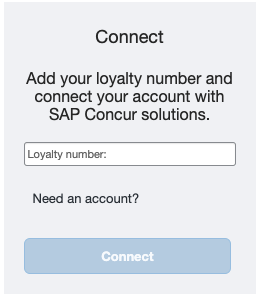 Connect
Add your loyalty number and
connect your account with
SAP Concur solutions.
Loyalty number:
Need an account?
Connect